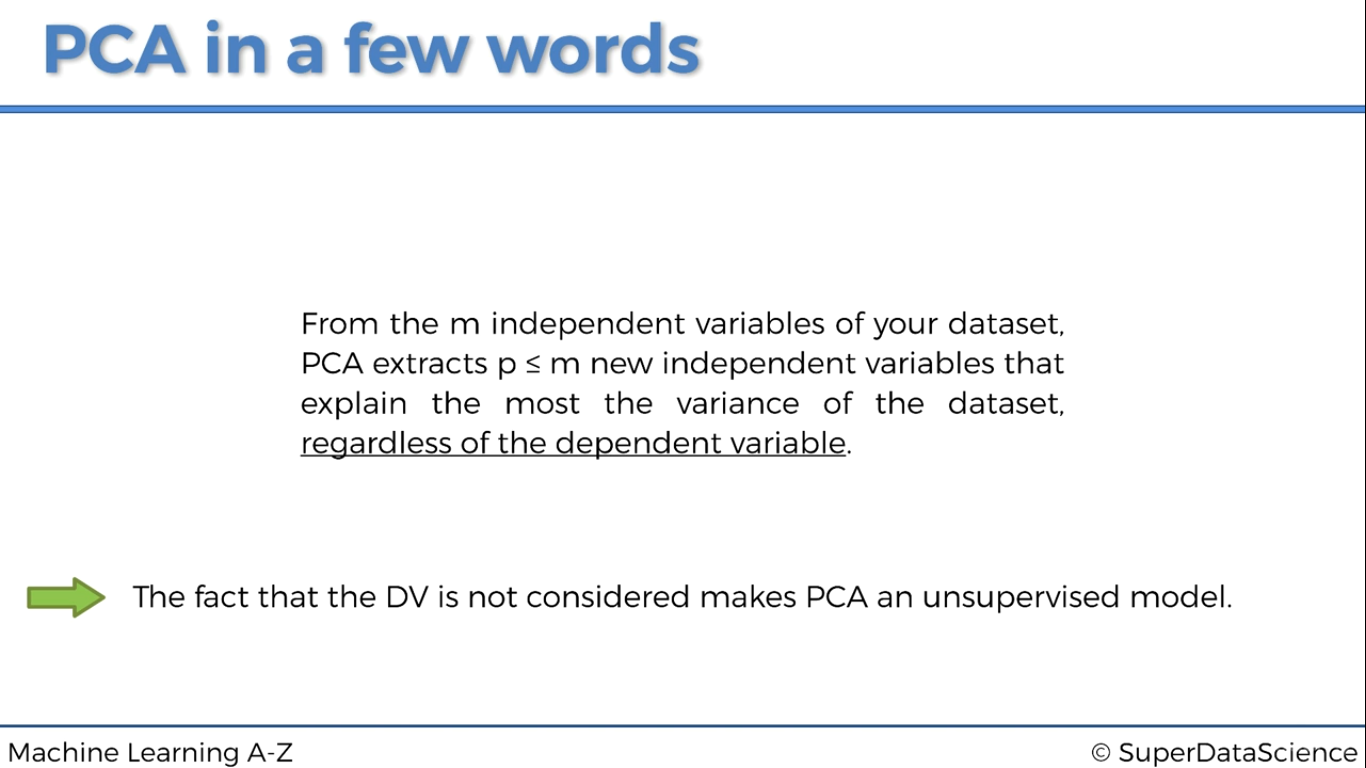 PCA in a few words
From the m independent variables of your dataset,
PCA extracts p ≤ m new independent variables that
explain the most the variance of the dataset,
regardless of the dependent variable.
The fact that the DV is not considered makes PCA an unsupervised model.
Machine Learning A-Z
© SuperDataScience